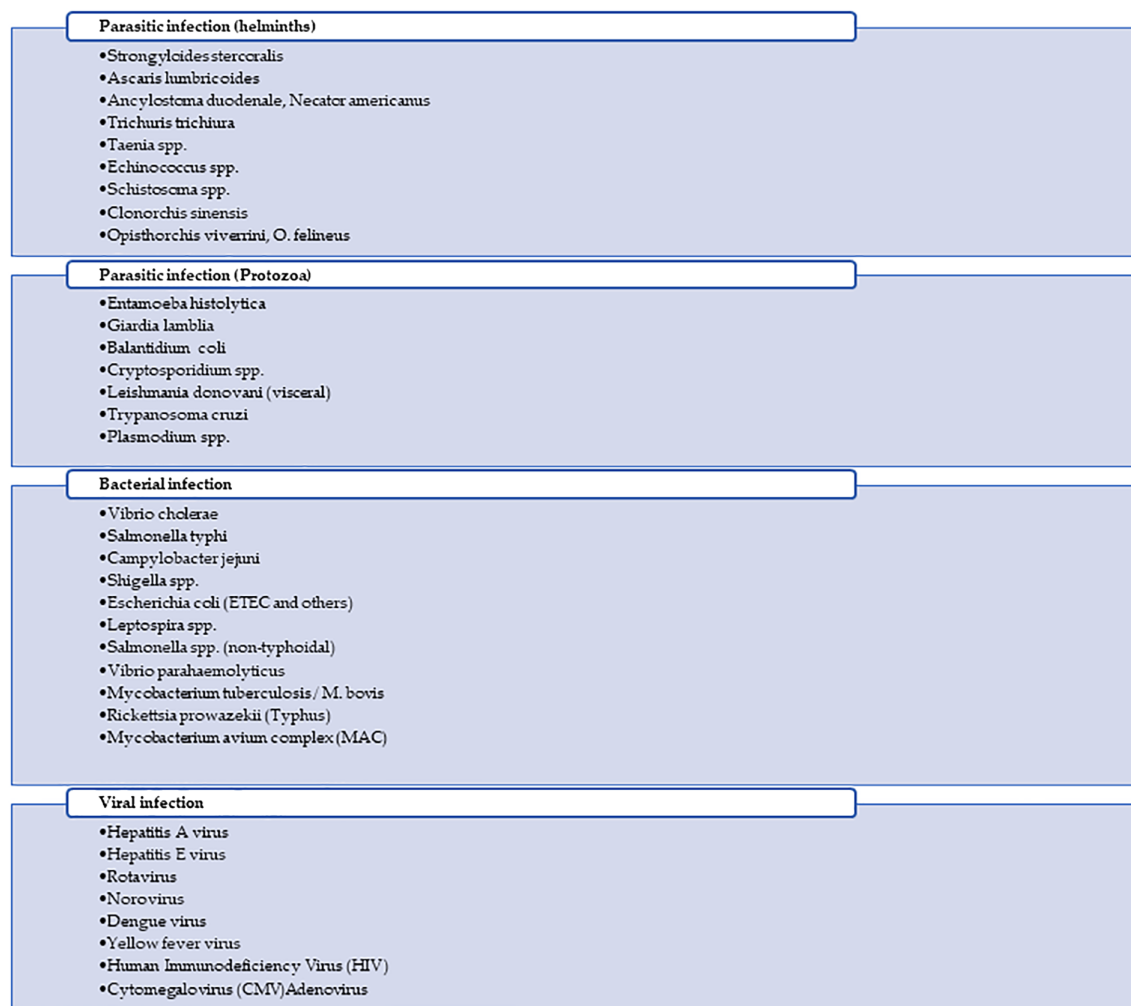 Parasitic infection (helminths)
•Strongyloides stercoralis
•Ascaris lumbricoides
•Ancylostoma duodenale, Necator americanus
•Trichuris trichiura
•Taenia spp.
•Echinococcus spp.
•Schistosoma spp.
•Clonorchis sinensis
•Opisthorchis viverrini, O. felineus
Parasitic infection (Protozoa)
•Entamoeba histolytica
•Giardia lamblia
•Balantidium coli
•Cryptosporidium spp.
•Leishmania donovani (visceral)
•Trypanosoma cruzi
•Plasmodium spp.
Bacterial infection
•Vibrio cholerae
•Salmonella typhi
•Campylobacter jejuni
•Shigella spp.
•Escherichia coli (ETEC and others)
•Leptospira spp.
•Salmonella spp. (non-typhoidal)
•Vibrio parahaemolyticus
•Mycobacterium tuberculosis / M. bovis
•Rickettsia prowazekii (Typhus)
•Mycobacterium avium complex (MAC)
Viral infection
•Hepatitis A virus
•Hepatitis E virus
•Rotavirus
•Norovirus
•Dengue virus
•Yellow fever virus
•Human Immunodeficiency Virus (HIV)
•Cytomegalovirus (CMV)Adenovirus